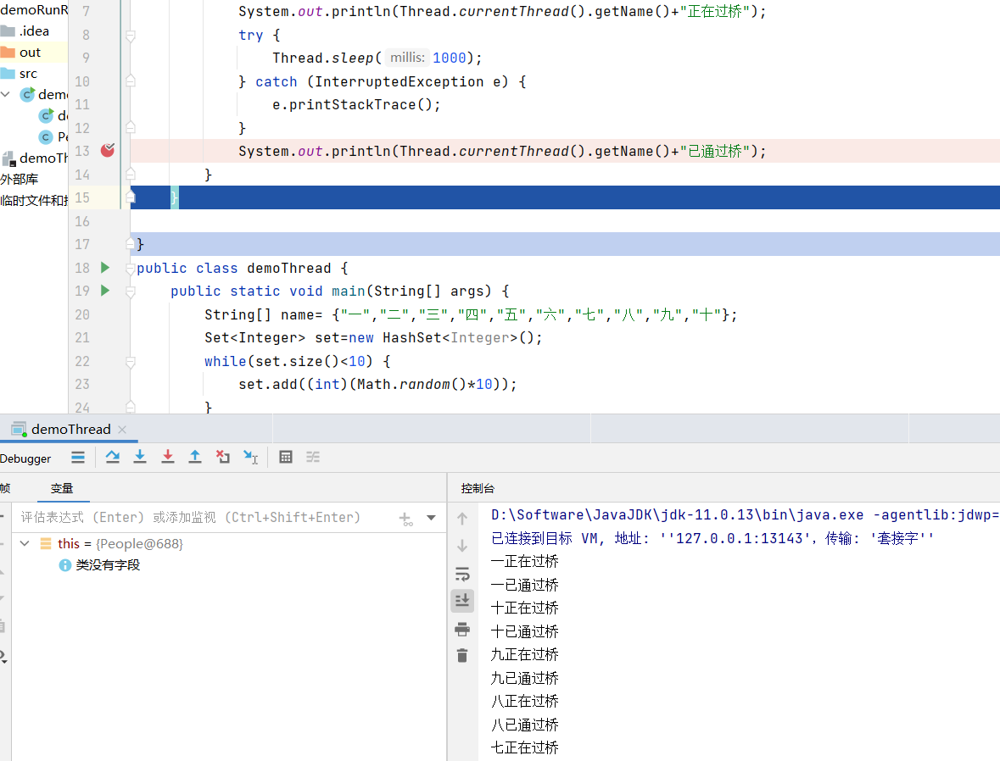 demoRunR
.idea
out
src
demo
de
Pe
demoTh
外部库
临时文件和
7 System.out.println(Thread.currentThread().getName()+"正在过桥");
8 try {
9 Thread.sleep( millis: 1000);
10 } catch (InterruptedException e) {
11 e.printStackTrace();
12 }
13 System.out.println(Thread.currentThread().getName()+"已通过桥");
14 }
15 }
16
17 }
18 public class demoThread {
19 public static void main(String[] args) {
20 String[] name= {"一","二","三","四","五","六","七","八","九","十"};
21 Set<Integer> set=new HashSet<Integer>();
22 while(set.size()<10) {
23 set.add((int)(Math.random()*10));
24 }
demoThread
Debugger
帧 变量
评估表达式 (Enter) 或添加监视 (Ctrl+Shift+Enter)
this = {People@688}
类没有字段
控制台
D:\Software\JavaJDK\jdk-11.0.13\bin\java.exe -agentlib:jdwp=
已连接到目标 VM, 地址: ''127.0.0.1:13143', 传输: '套接字''
一正在过桥
一已通过桥
十正在过桥
十已通过桥
九正在过桥
九已通过桥
八正在过桥
八已通过桥
七正在过桥